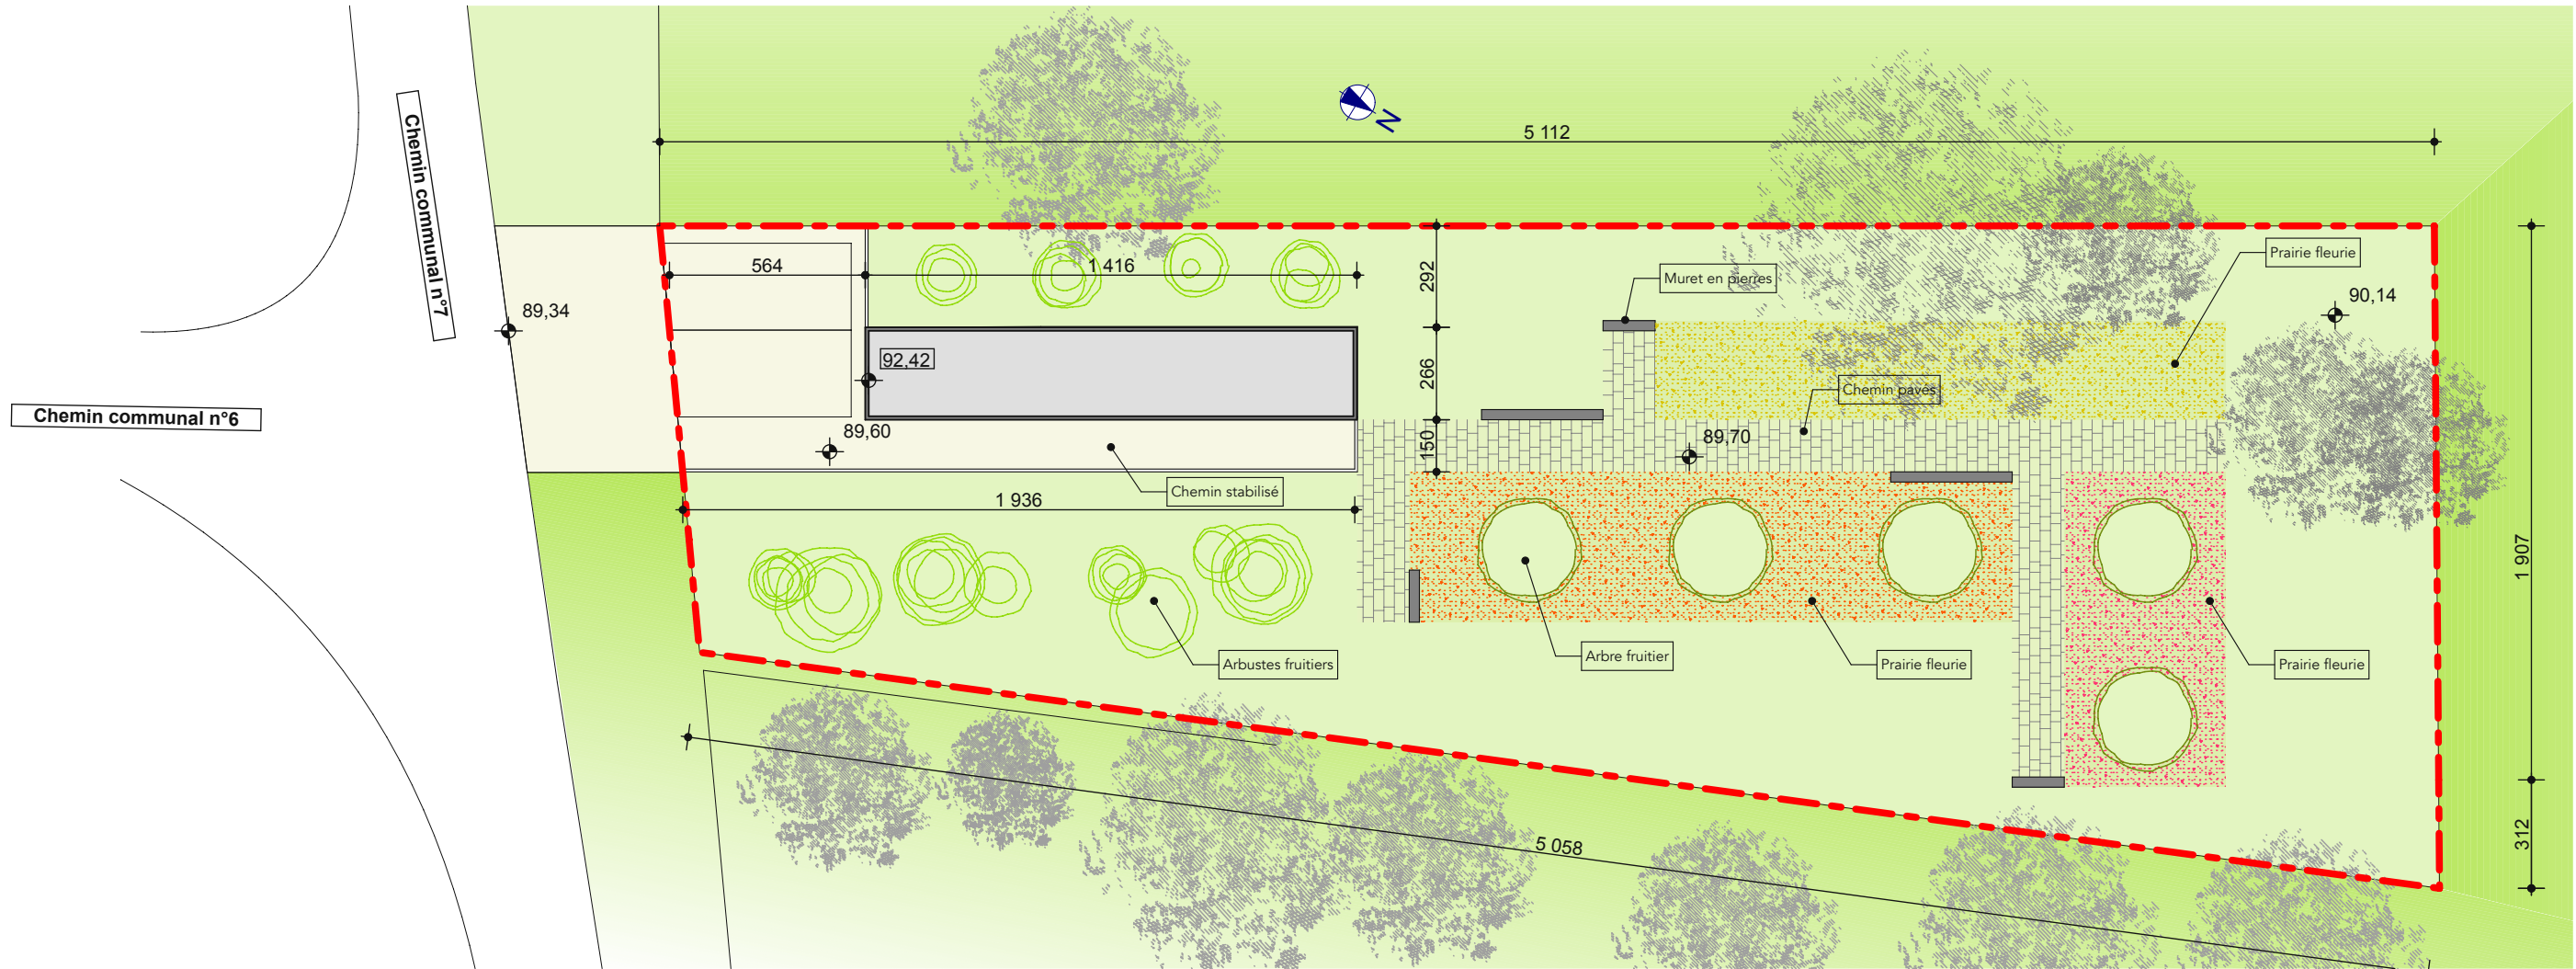 5 112
N
Chemin communal n°7
Chemin communal n°6
89,34
564
1 416
292
Muret en pierres
Prairie fleurie
90,14
92,42
266
Chemin pavés
89,60
150
89,70
Chemin stabilisé
1 936
1 907
Arbustes fruitiers
Arbre fruitier
Prairie fleurie
Prairie fleurie
5 058
312